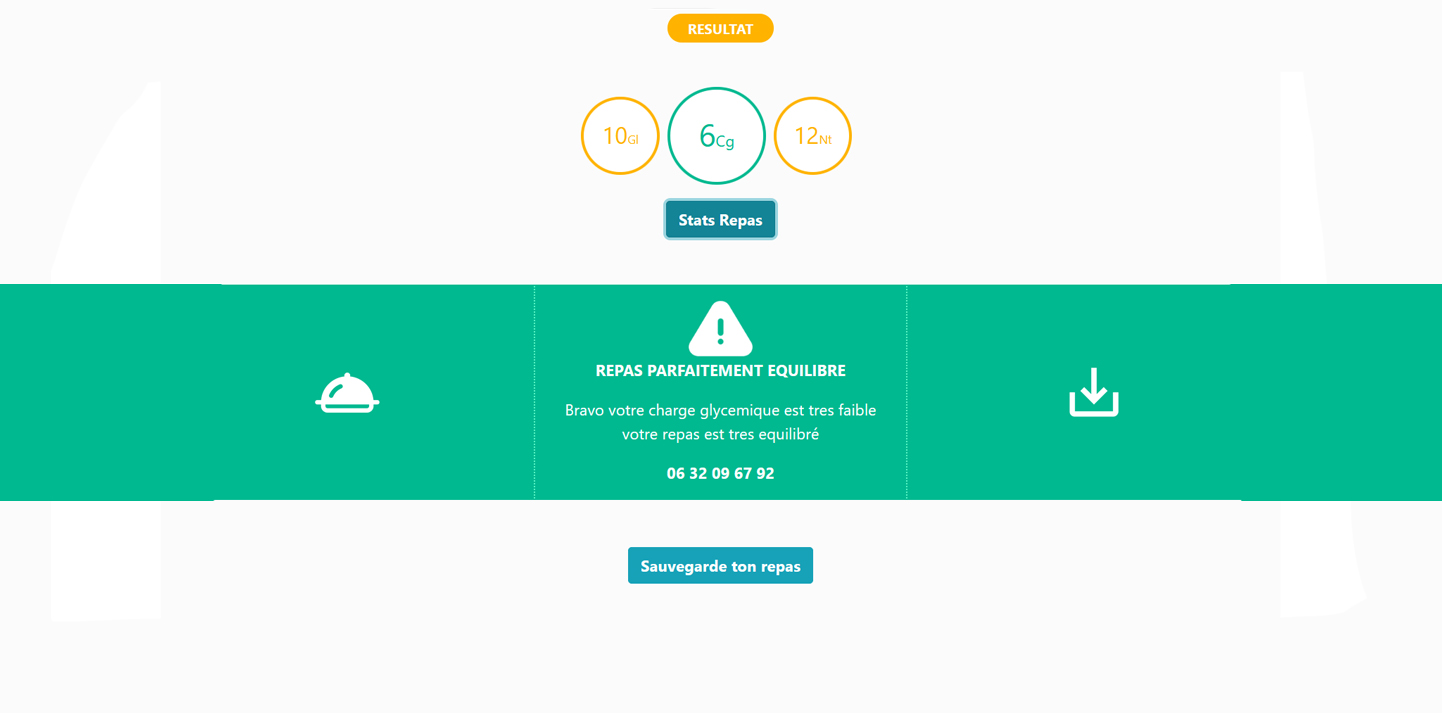 RESULTAT
10Gl 6Cg 12Nt
Stats Repas
REPAS PARFAITEMENT EQUILIBRE
Bravo votre charge glycemique est tres faible
votre repas est tres equilibré
06 32 09 67 92
Sauvegarde ton repas